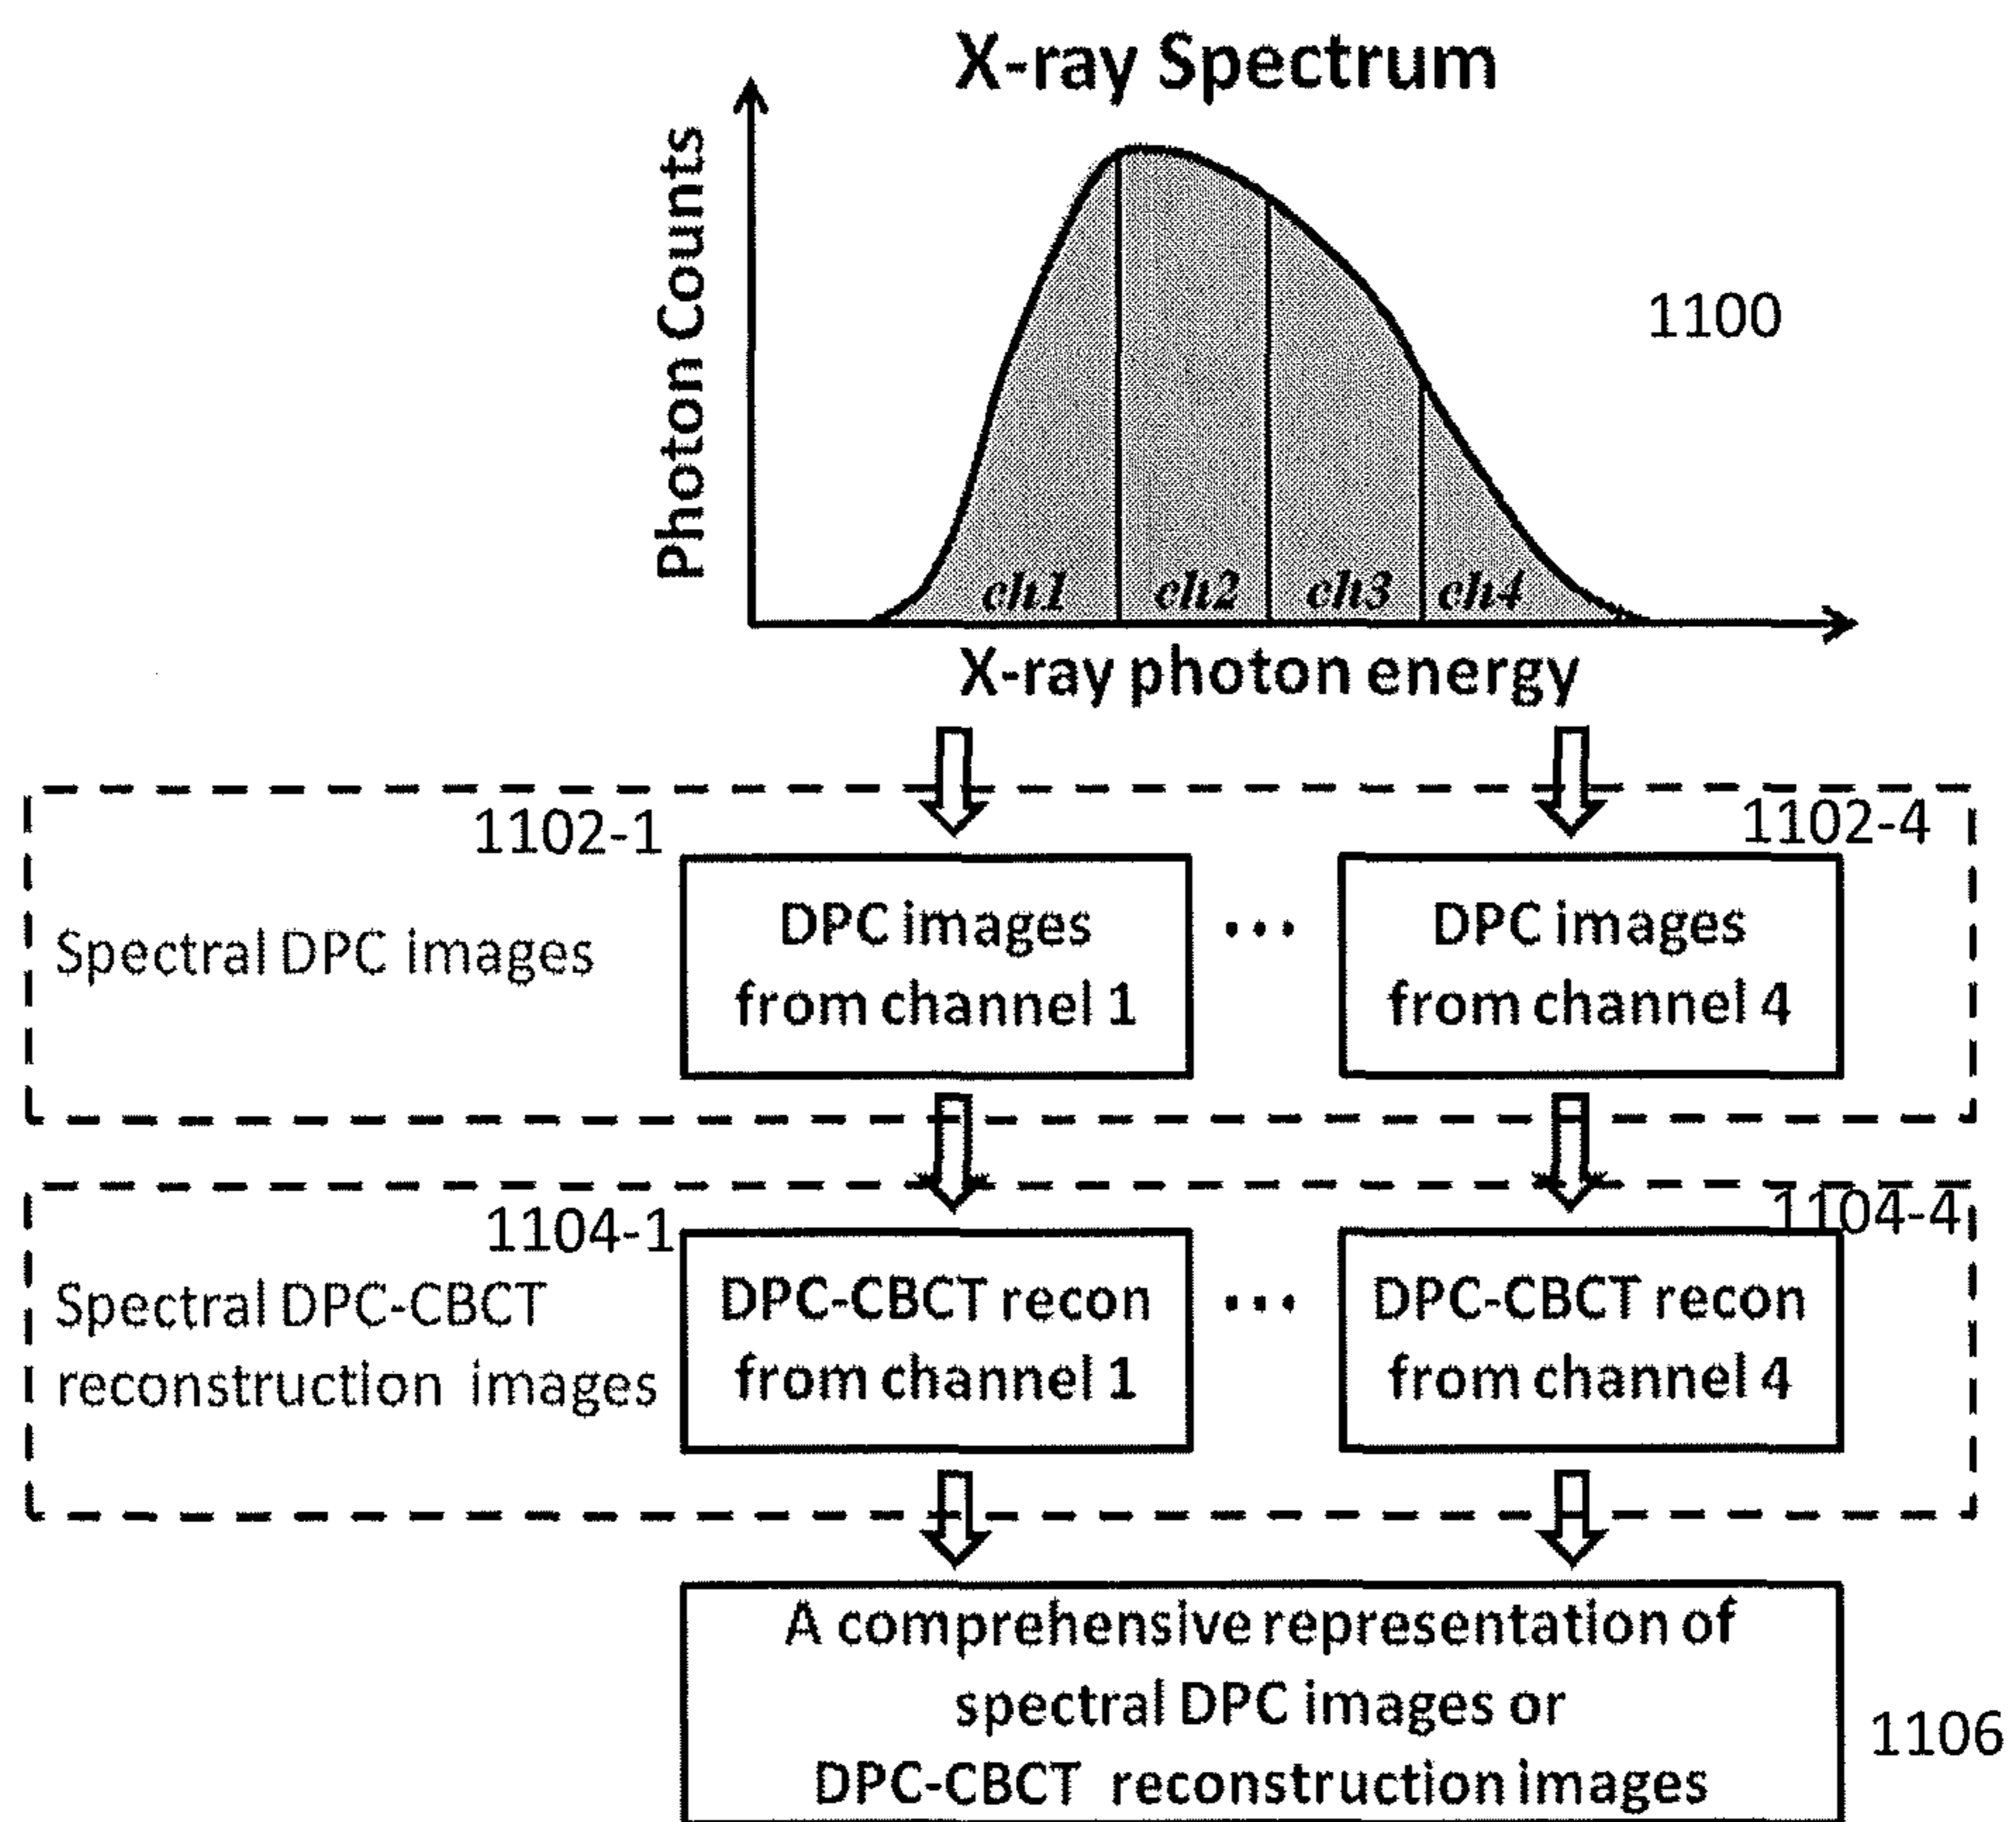 X-ray Spectrum
Photon Counts
1100
ch1 ch2 ch3 ch4
X-ray photon energy
1102-1
1102-4
Spectral DPC images
DPC images
from channel 1
...
DPC images
from channel 4
1104-1
1104-4
Spectral DPC-CBCT
reconstruction images
DPC-CBCT recon
from channel 1
...
DPC-CBCT recon
from channel 4
A comprehensive representation of
spectral DPC images or
DPC-CBCT reconstruction images
1106